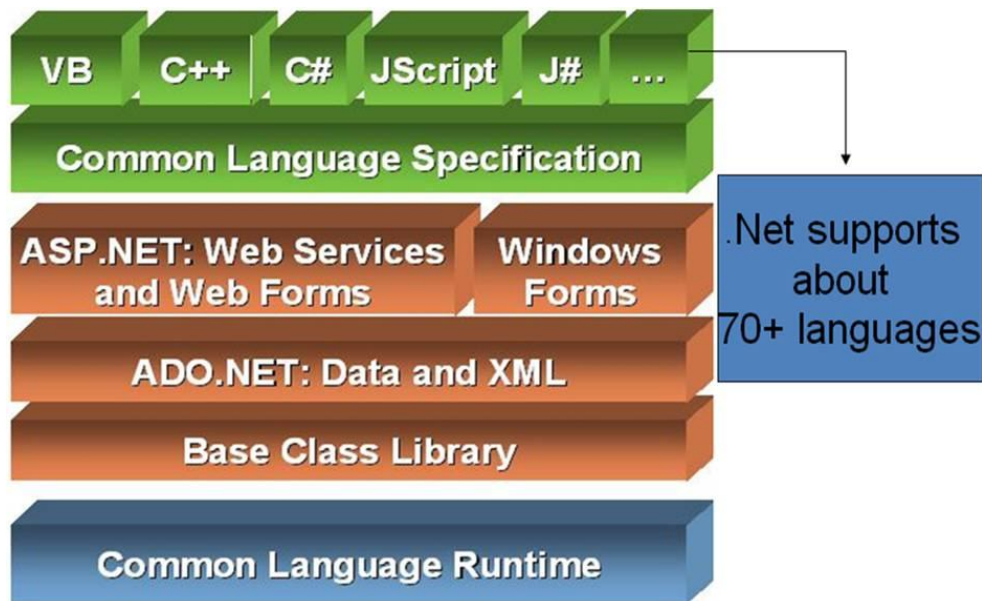 VB C++ C# JScript J# ...
Common Language Specification
ASP.NET: Web Services
and Web Forms
Windows
Forms
ADO.NET: Data and XML
Base Class Library
Common Language Runtime
.Net supports
about
70+ languages